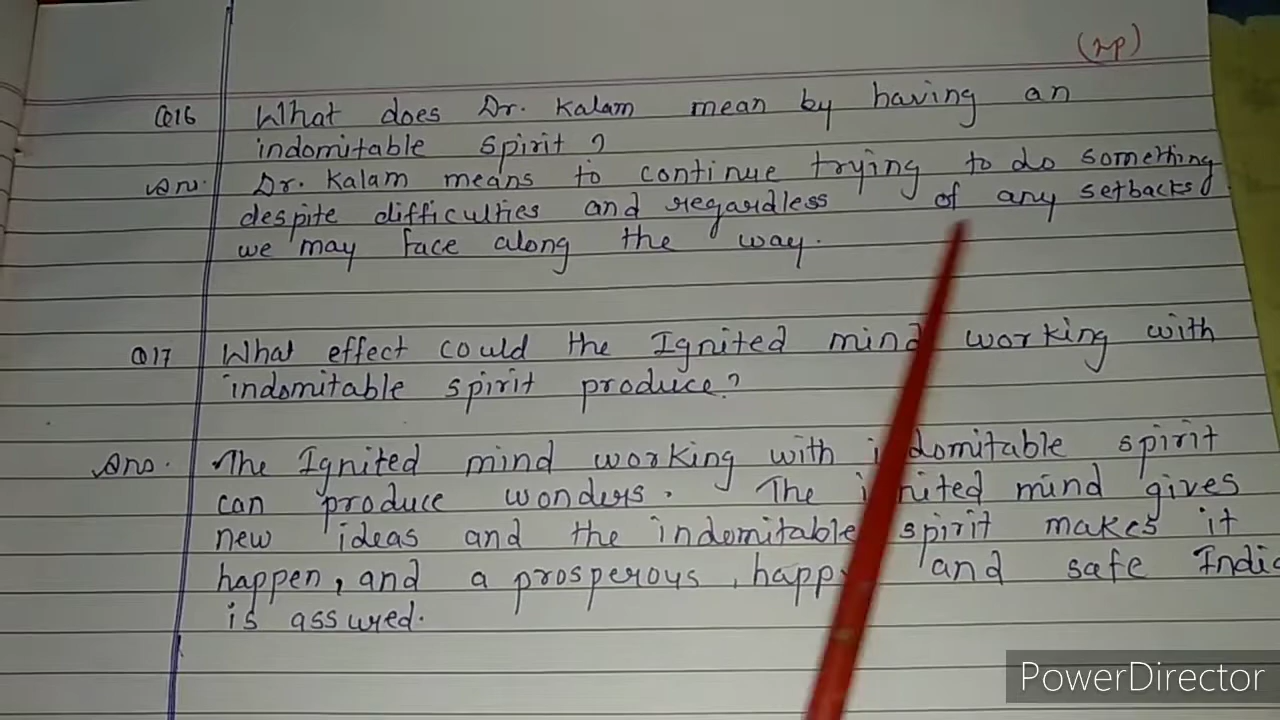 (2p)
Q16 What does Dr. Kalam mean by having an
indomitable spirit?
Ans. Dr. Kalam means to continue trying to do something
despite difficulties and regardless of any setbacks
we may face along the way.
Q17 What effect could the Ignited mind working with
indomitable spirit produce?
Ans. The Ignited mind working with indomitable spirit
can produce wonders. The ignited mind gives
new ideas and the indomitable spirit makes it
happen, and a prosperous, happy and safe India
is assured.
PowerDirector